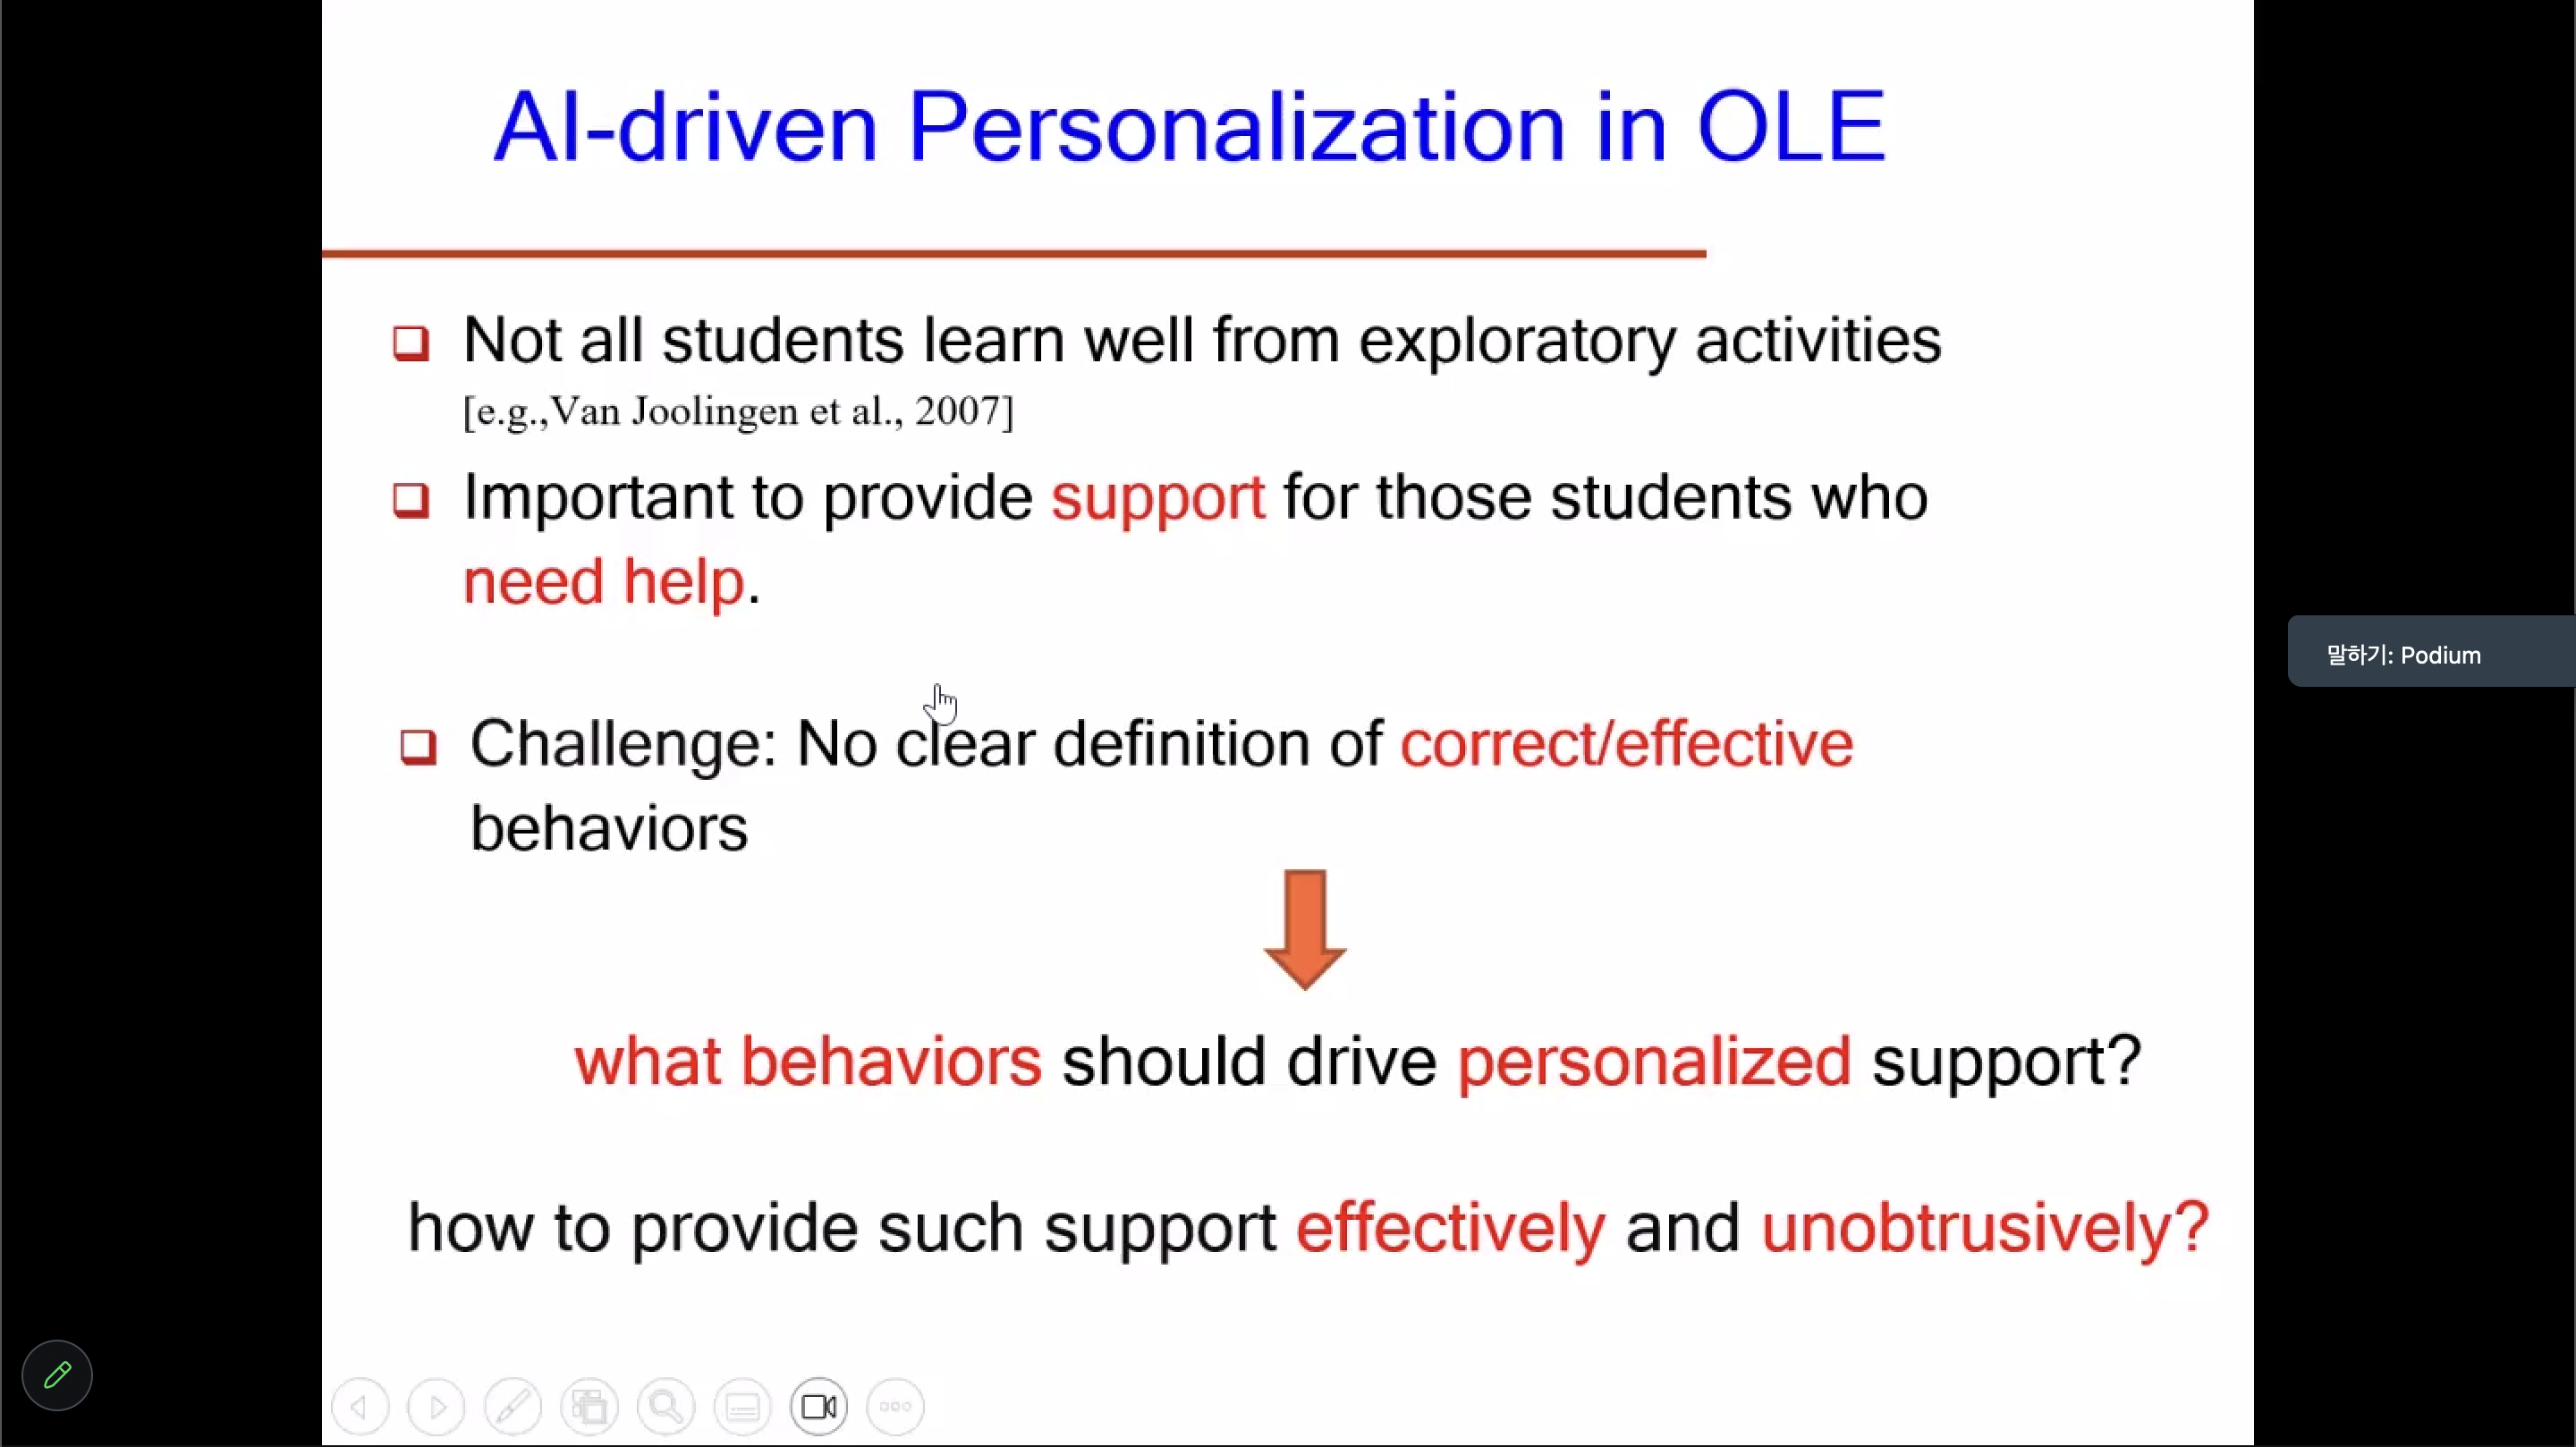 AI-driven Personalization in OLE
Not all students learn well from exploratory activities
[e.g.,Van Joolingen et al., 2007]
Important to provide support for those students who
need help.
Challenge: No clear definition of correct/effective
behaviors
what behaviors should drive personalized support?
how to provide such support effectively and unobtrusively?
말하기: Podium